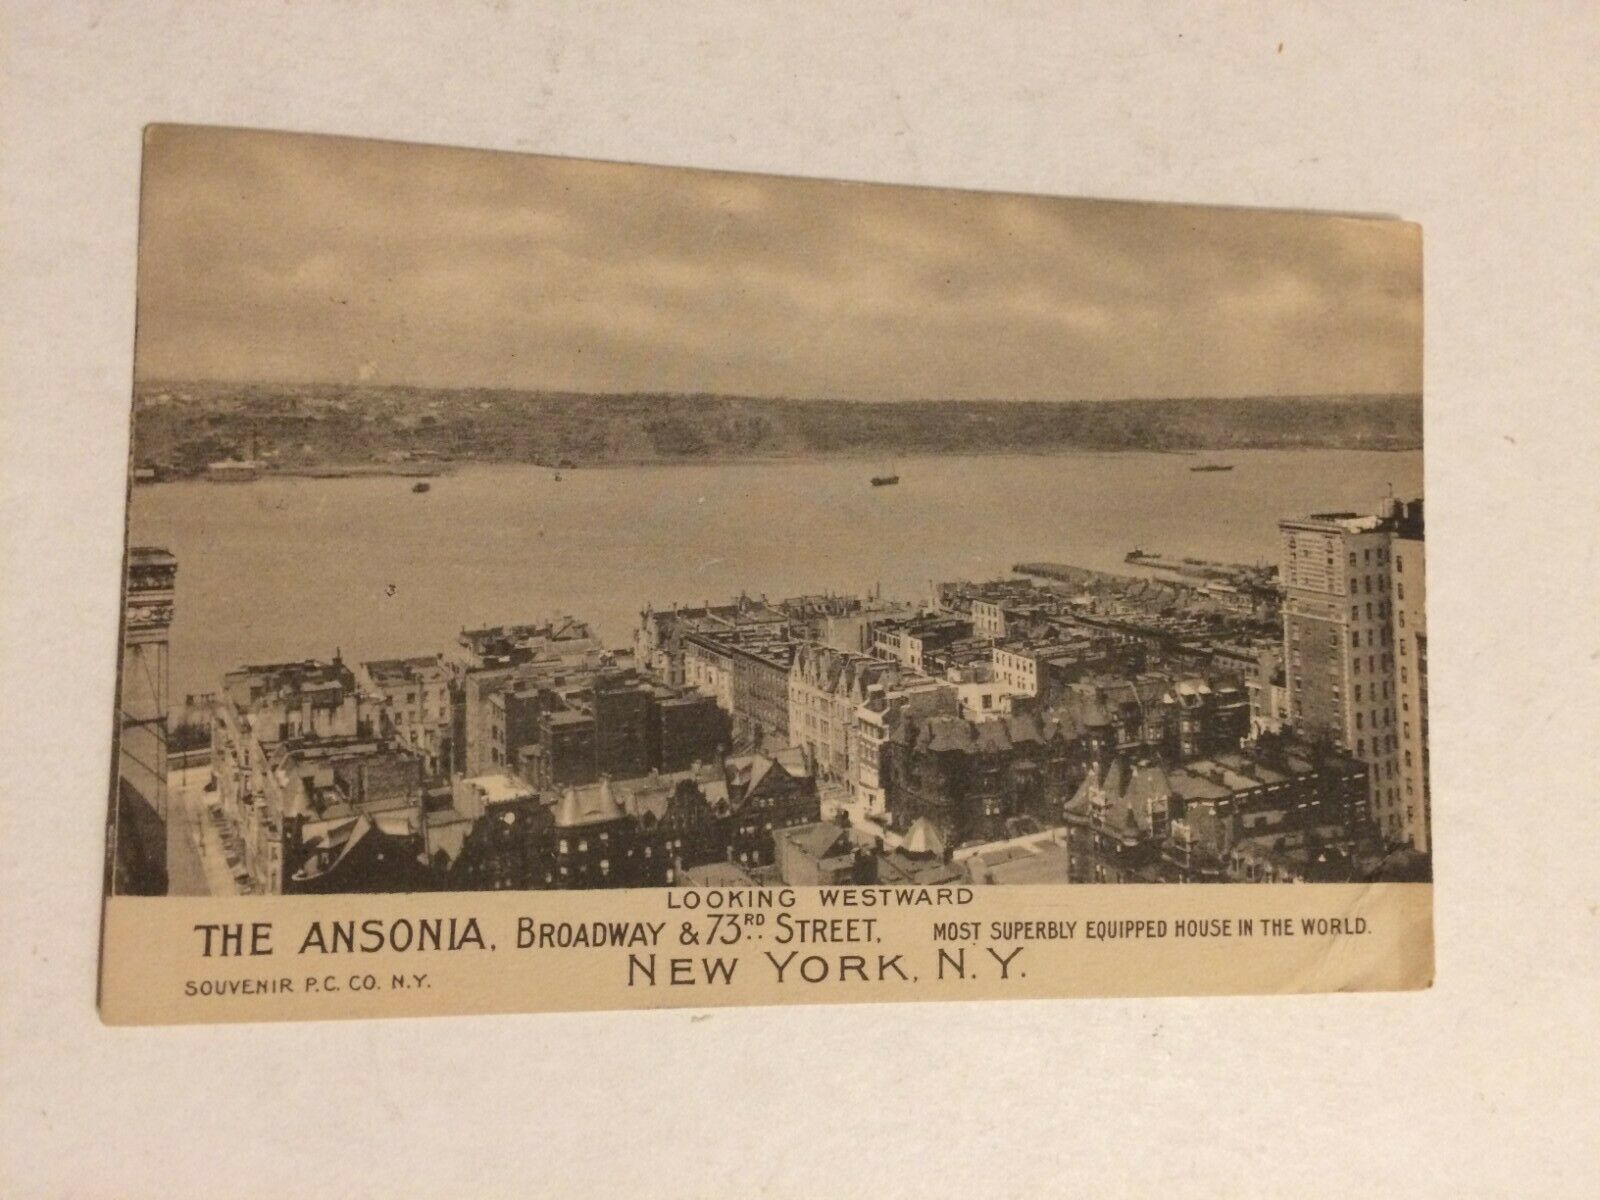 LOOKING WESTWARD
THE ANSONIA, BROADWAY & 73RD STREET, MOST SUPERBLY EQUIPPED HOUSE IN THE WORLD.
NEW YORK, N.Y.
SOUVENIR P.C. CO. N.Y.